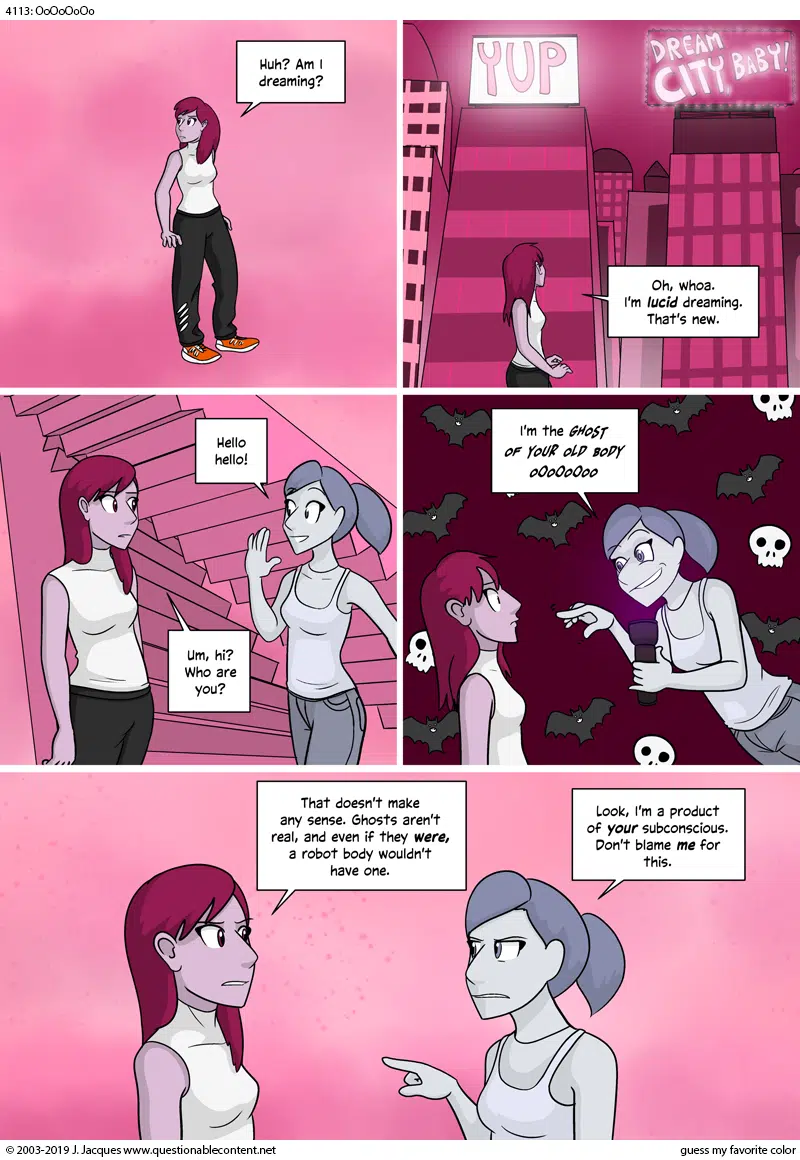 4113: OoOoOoOo
Huh? Am I
dreaming?
YUP
DREAM
CITY, BABY!
Oh, whoa.
I'm lucid dreaming.
That's new.
Hello
hello!
Um, hi?
Who are
you?
I'm the GHOST
OF YOUR OLD BODY
oOOoOOoo
That doesn't make
any sense. Ghosts aren't
real, and even if they were,
a robot body wouldn't
have one.
Look, I'm a product
of your subconscious.
Don't blame me for
this.
© 2003-2019 J. Jacques www.questionablecontent.net
guess my favorite color